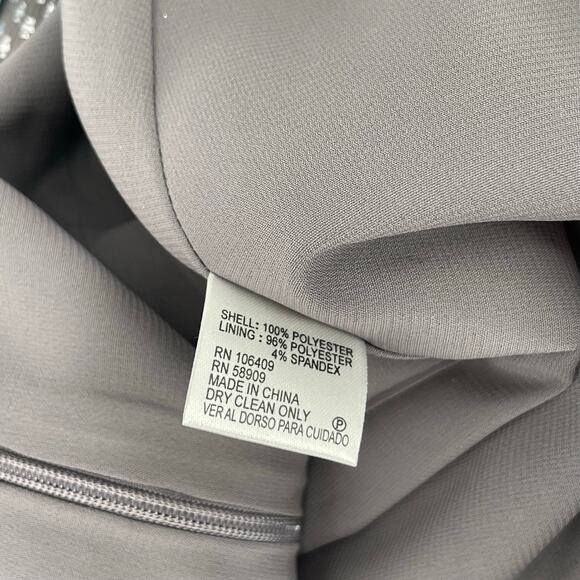 SHELL: 100% POLYESTER
LINING : 96% POLYESTER
4% SPANDEX
RN 106409
RN 58909
MADE IN CHINA
DRY CLEAN ONLY
VER AL DORSO PARA CUIDADO
P